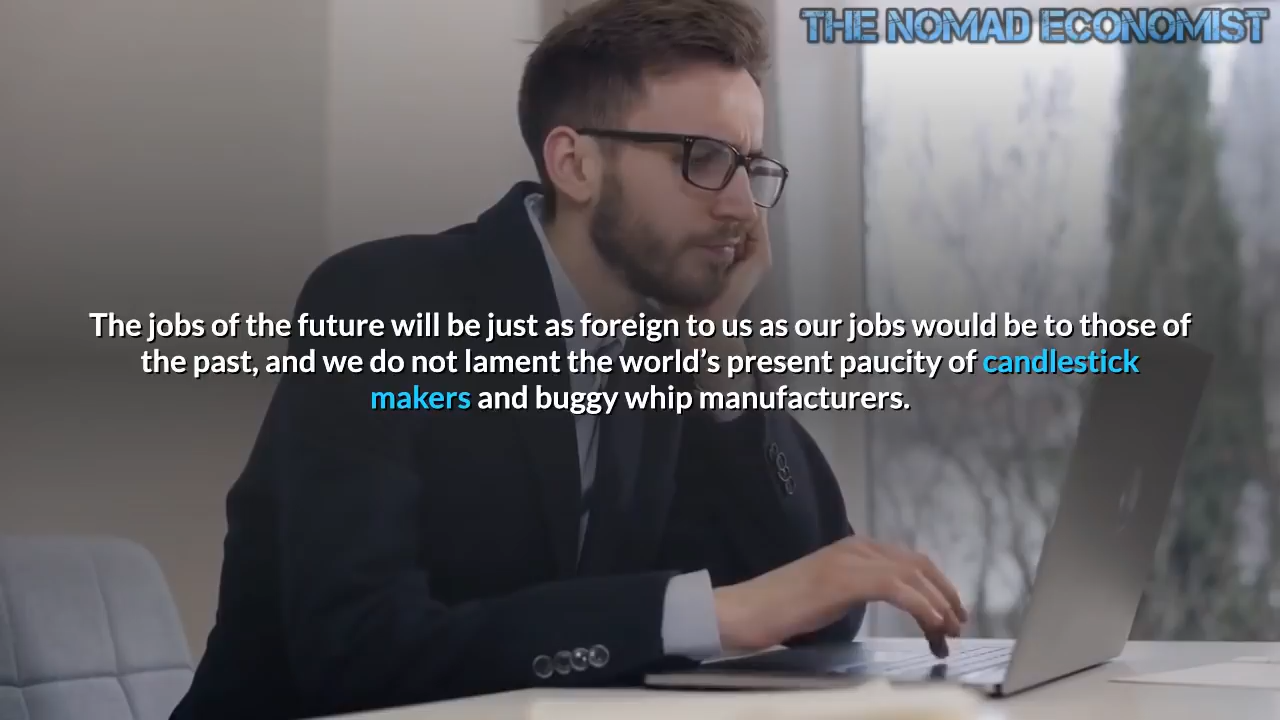 THE NOMAD ECONOMIST
The jobs of the future will be just as foreign to us as our jobs would be to those of
the past, and we do not lament the world’s present paucity of candlestick
makers and buggy whip manufacturers.